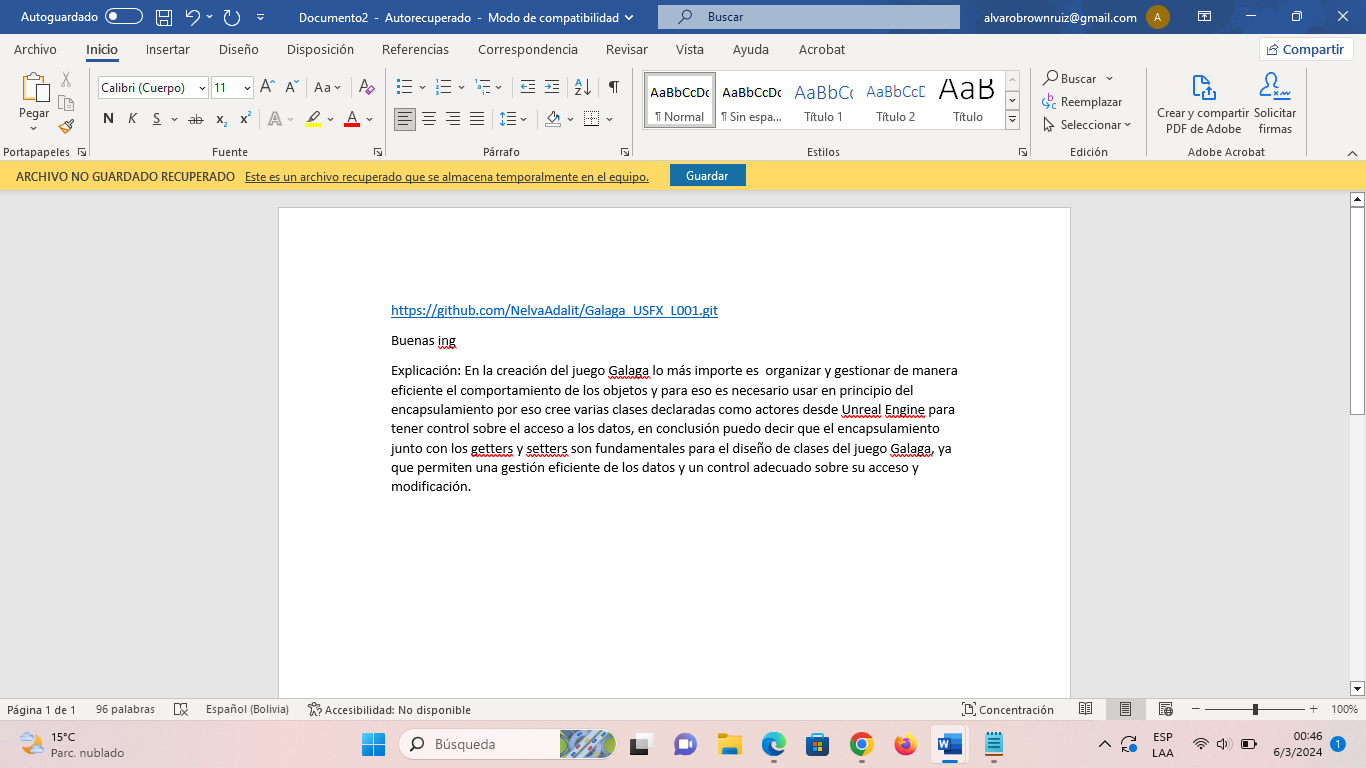 Autoguardado
Documento2 - Autorecuperado - Modo de compatibilidad
Buscar
alvarobrownruiz@gmail.com
A
Archivo Inicio Insertar Diseño Disposición Referencias Correspondencia Revisar Vista Ayuda Acrobat
Compartir
Pegar
Calibri (Cuerpo) 11
N K S ab x2 x2
AaBbCcDc AaBbCcDc AaBbCc AaBbCcD AaB
¶ Normal ¶ Sin espa... Título 1 Título 2 Título
Buscar
Reemplazar
Seleccionar
Crear y compartir
PDF de Adobe
Solicitar
firmas
Portapapeles Fuente Párrafo Estilos Edición Adobe Acrobat
ARCHIVO NO GUARDADO RECUPERADO Este es un archivo recuperado que se almacena temporalmente en el equipo. Guardar
https://github.com/NelvaAdalit/Galaga_USFX_L001.git
Buenas ing
Explicación: En la creación del juego Galaga lo más importe es  organizar y gestionar de manera
eficiente el comportamiento de los objetos y para eso es necesario usar en principio del
encapsulamiento por eso cree varias clases declaradas como actores desde Unreal Engine para
tener control sobre el acceso a los datos, en conclusión puedo decir que el encapsulamiento
junto con los getters y setters son fundamentales para el diseño de clases del juego Galaga, ya
que permiten una gestión eficiente de los datos y un control adecuado sobre su acceso y
modificación.
Página 1 de 1 96 palabras Español (Bolivia) Accesibilidad: No disponible Concentración 100%
15°C
Parc. nublado
Búsqueda
ESP
LAA
00:46
6/3/2024
1